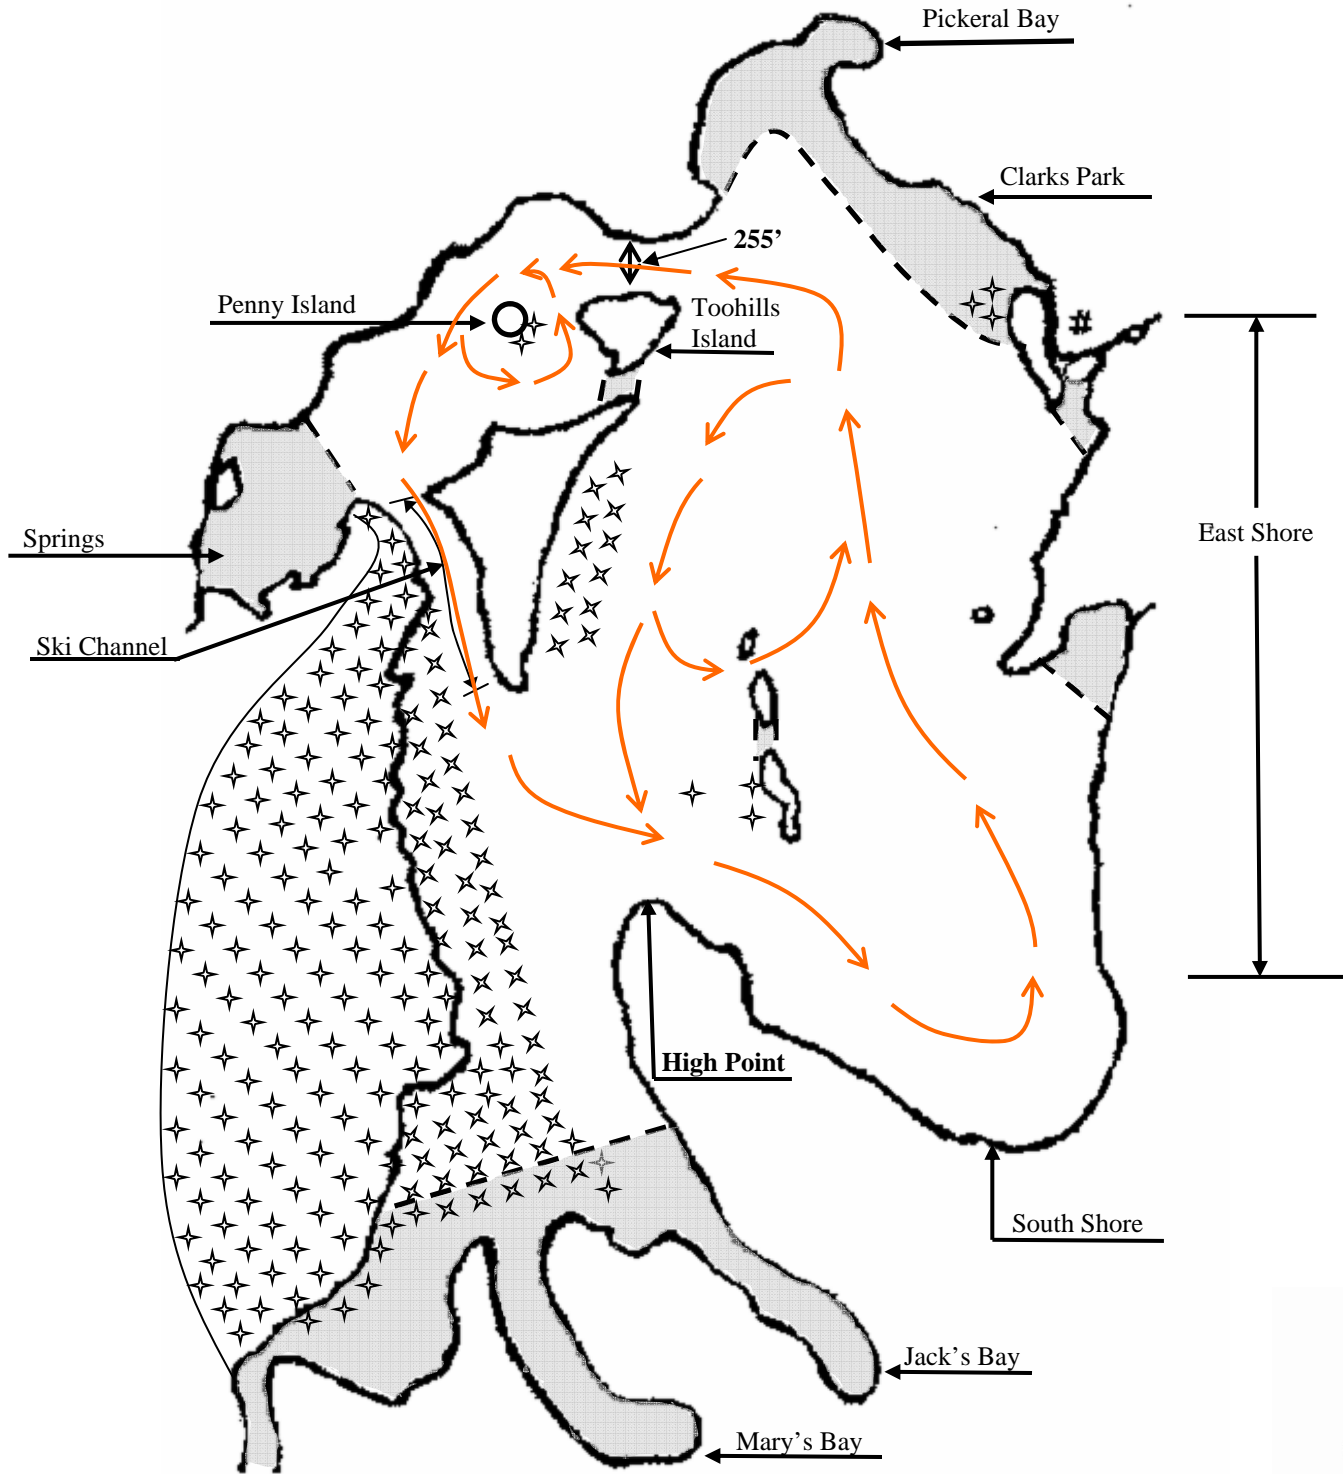 Pickeral Bay
Clarks Park
255’
Penny Island
Toohills
Island
#
East Shore
Springs
Ski Channel
High Point
South Shore
Jack’s Bay
Mary’s Bay